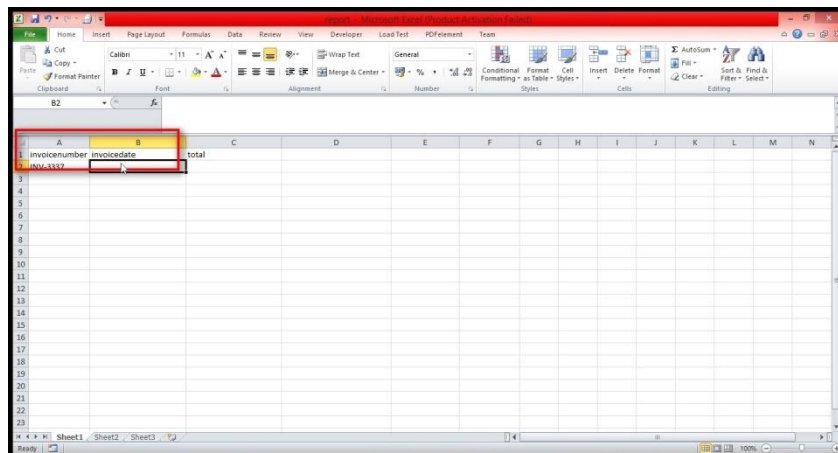 report - Microsoft Excel (Product Activation Failed)
File Home Insert Page Layout Formulas Data Review View Developer Load Test PDFelement Team
Cut
Copy
Format Painter
Paste
Clipboard
Calibri 11
B I U
Font
Wrap Text
Merge & Center
Alignment
General
Number
Conditional Formatting
Format as Table
Cell Styles
Styles
Insert Delete Format
Cells
AutoSum
Fill
Clear
Sort & Filter
Find & Select
Editing
B2 fx
A B C D E F G H I J K L M N
1 invoicenumber invoicedate total
2 INV-3337
3
4
5
6
7
8
9
10
11
12
13
14
15
16
17
18
19
20
21
22
23
Sheet1 Sheet2 Sheet3
Ready 100%